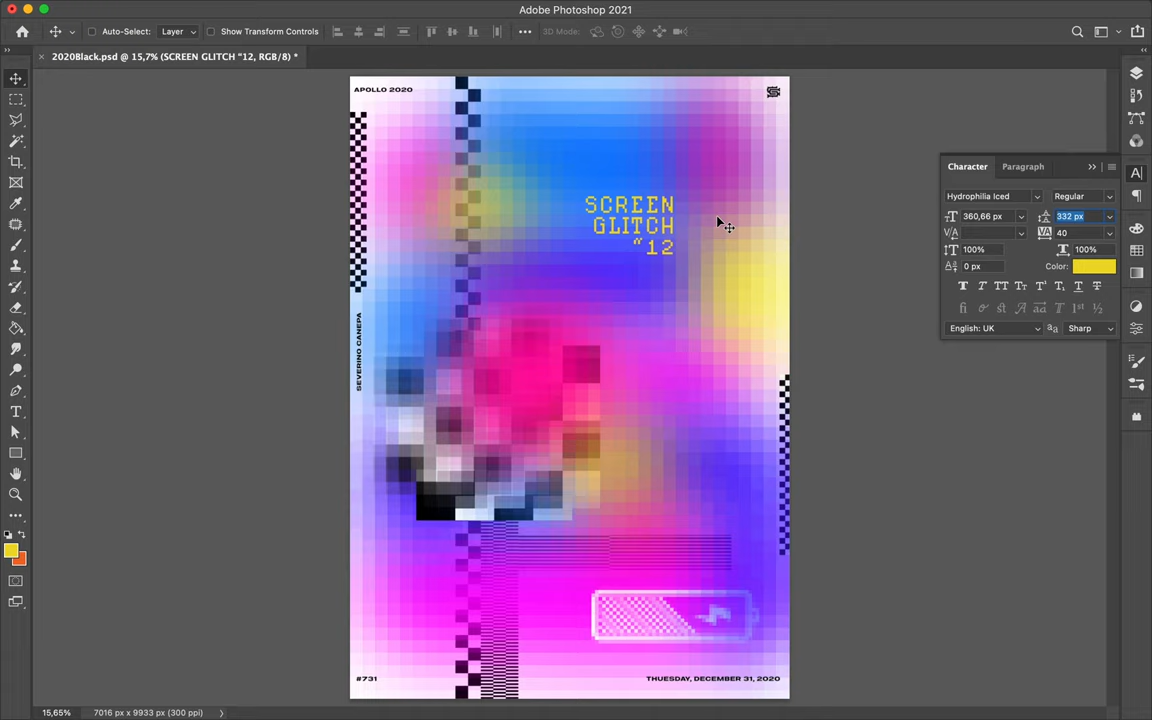 Adobe Photoshop 2021
Auto-Select:
Layer
Show Transform Controls
3D Mode:
2020Black.psd @ 15,7% (SCREEN GLITCH "12, RGB/8) *
APOLLO 2020
SCREEN
GLITCH
"12
SEVERINO CANEPA
#731
THUESDAY, DECEMBER 31, 2020
Character
Paragraph
Hydrophilia Iced
Regular
360,66 px
332 px
40
100%
100%
0 px
Color:
English: UK
Sharp
15,65%
7016 px x 9933 px (300 ppi)